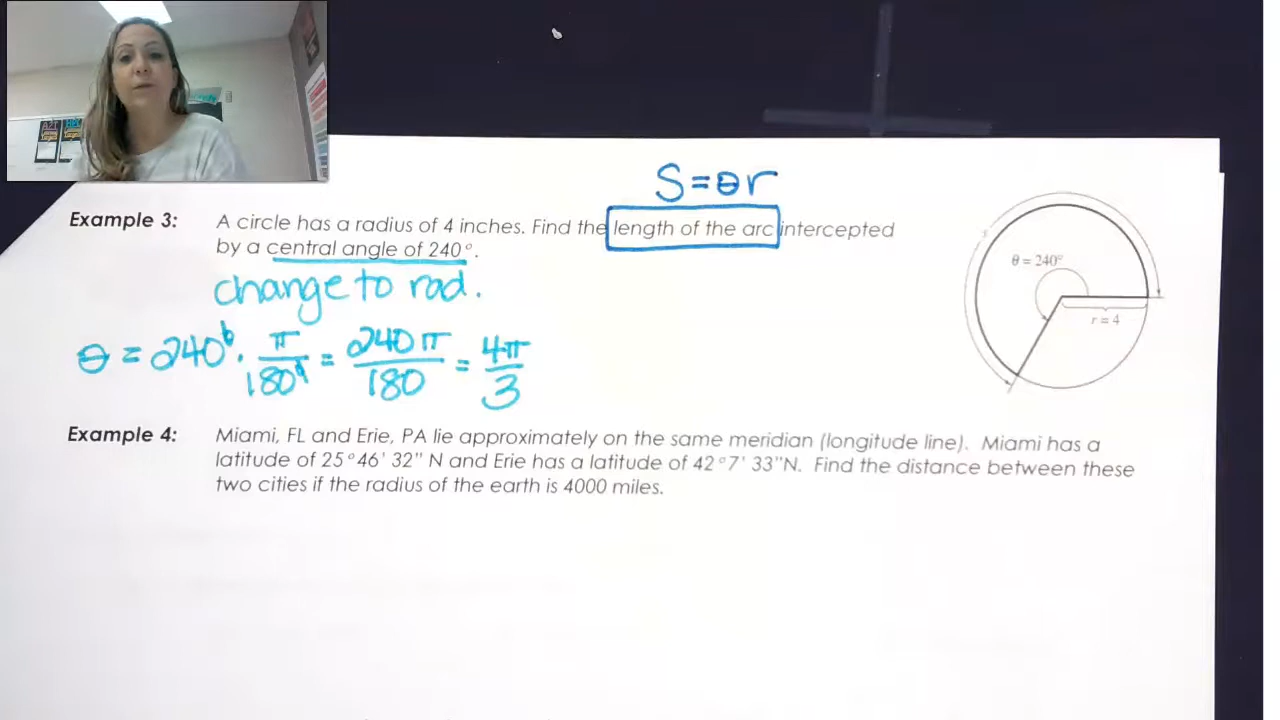 S = θr
Example 3: A circle has a radius of 4 inches. Find the length of the arc intercepted
by a central angle of 240°.
θ = 240°
r = 4
change to rad.
θ = 240° · π/180° = 240π/180 = 4π/3
Example 4: Miami, FL and Erie, PA lie approximately on the same meridian (longitude line). Miami has a
latitude of 25°46' 32" N and Erie has a latitude of 42°7' 33"N. Find the distance between these
two cities if the radius of the earth is 4000 miles.